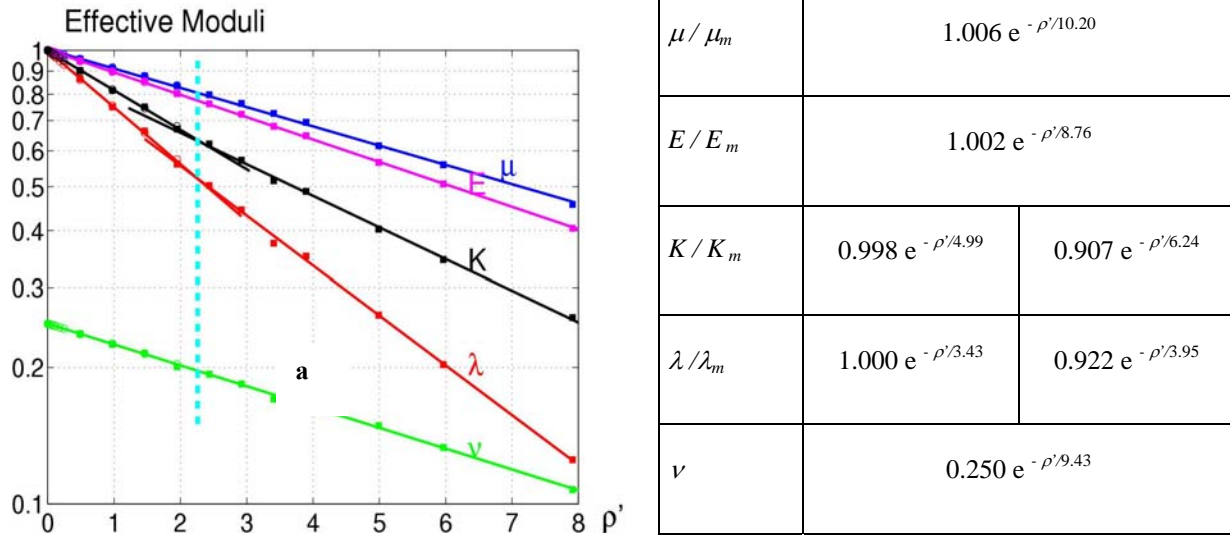 Effective Moduli
1
0.9
0.8
0.7
0.6
0.5
0.4
0.3
0.2
0.1
0 1 2 3 4 5 6 7 8 ρ'
μ
E
K
λ
a
ν
μ / μm 1.006 e - ρ'/10.20
E / Em 1.002 e - ρ'/8.76
K / Km 0.998 e - ρ'/4.99 0.907 e - ρ'/6.24
λ /λm 1.000 e - ρ'/3.43 0.922 e - ρ'/3.95
ν 0.250 e - ρ'/9.43